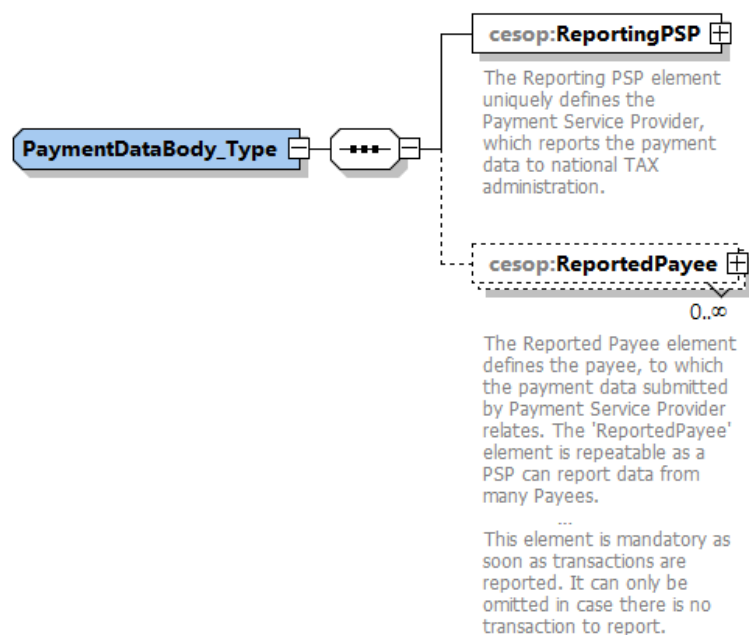 cesop:ReportingPSP
The Reporting PSP element
uniquely defines the
Payment Service Provider,
which reports the payment
data to national TAX
administration.
PaymentDataBody_Type
cesop:ReportedPayee
0..∞
The Reported Payee element
defines the payee, to which
the payment data submitted
by Payment Service Provider
relates. The 'ReportedPayee'
element is repeatable as a
PSP can report data from
many Payees.
...
This element is mandatory as
soon as transactions are
reported. It can only be
omitted in case there is no
transaction to report.